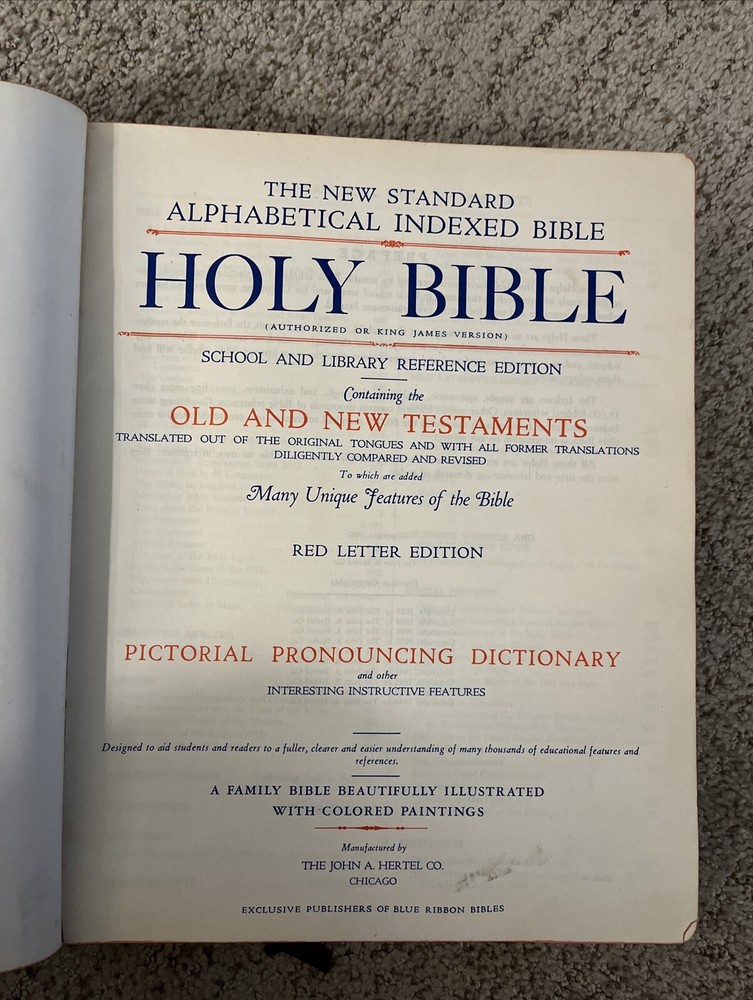 THE NEW STANDARD
ALPHABETICAL INDEXED BIBLE
HOLY BIBLE
(AUTHORIZED OR KING JAMES VERSION)
SCHOOL AND LIBRARY REFERENCE EDITION
Containing the
OLD AND NEW TESTAMENTS
TRANSLATED OUT OF THE ORIGINAL TONGUES AND WITH ALL FORMER TRANSLATIONS
DILIGENTLY COMPARED AND REVISED
To which are added
Many Unique Features of the Bible
RED LETTER EDITION
PICTORIAL PRONOUNCING DICTIONARY
and other
INTERESTING INSTRUCTIVE FEATURES
Designed to aid students and readers to a fuller, clearer and easier understanding of many thousands of educational features and
references.
A FAMILY BIBLE BEAUTIFULLY ILLUSTRATED
WITH COLORED PAINTINGS
Manufactured by
THE JOHN A. HERTEL CO.
CHICAGO
EXCLUSIVE PUBLISHERS OF BLUE RIBBON BIBLES